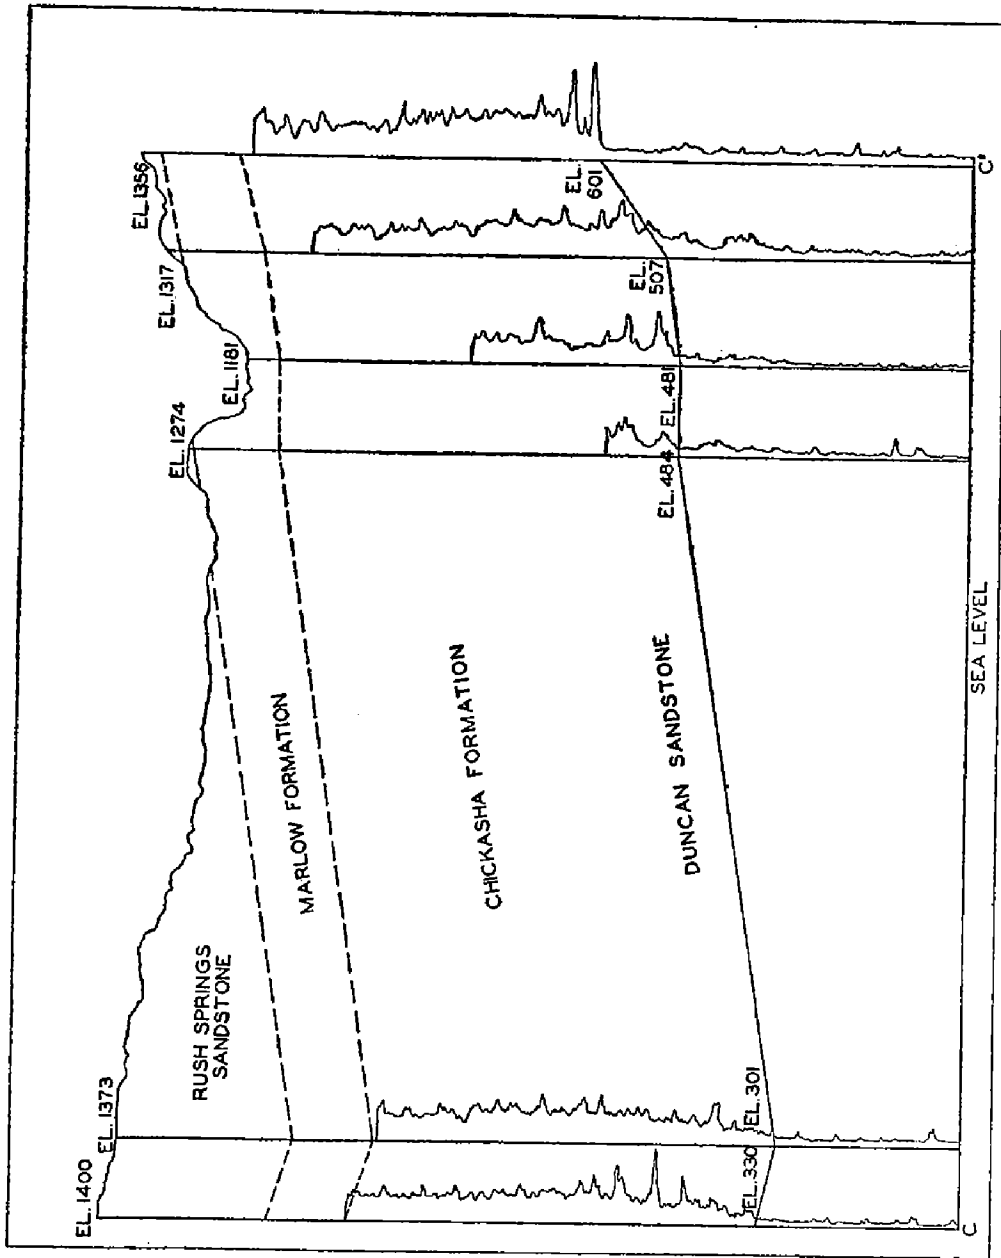 EL. 1400
EL. 1373
EL. 1274
EL. 1181
EL. 1317
EL. 1356
RUSH SPRINGS
SANDSTONE
MARLOW FORMATION
CHICKASHA FORMATION
DUNCAN SANDSTONE
EL. 330
EL. 301
EL. 484
EL. 481
EL.
507
EL.
601
C
SEA LEVEL
C'